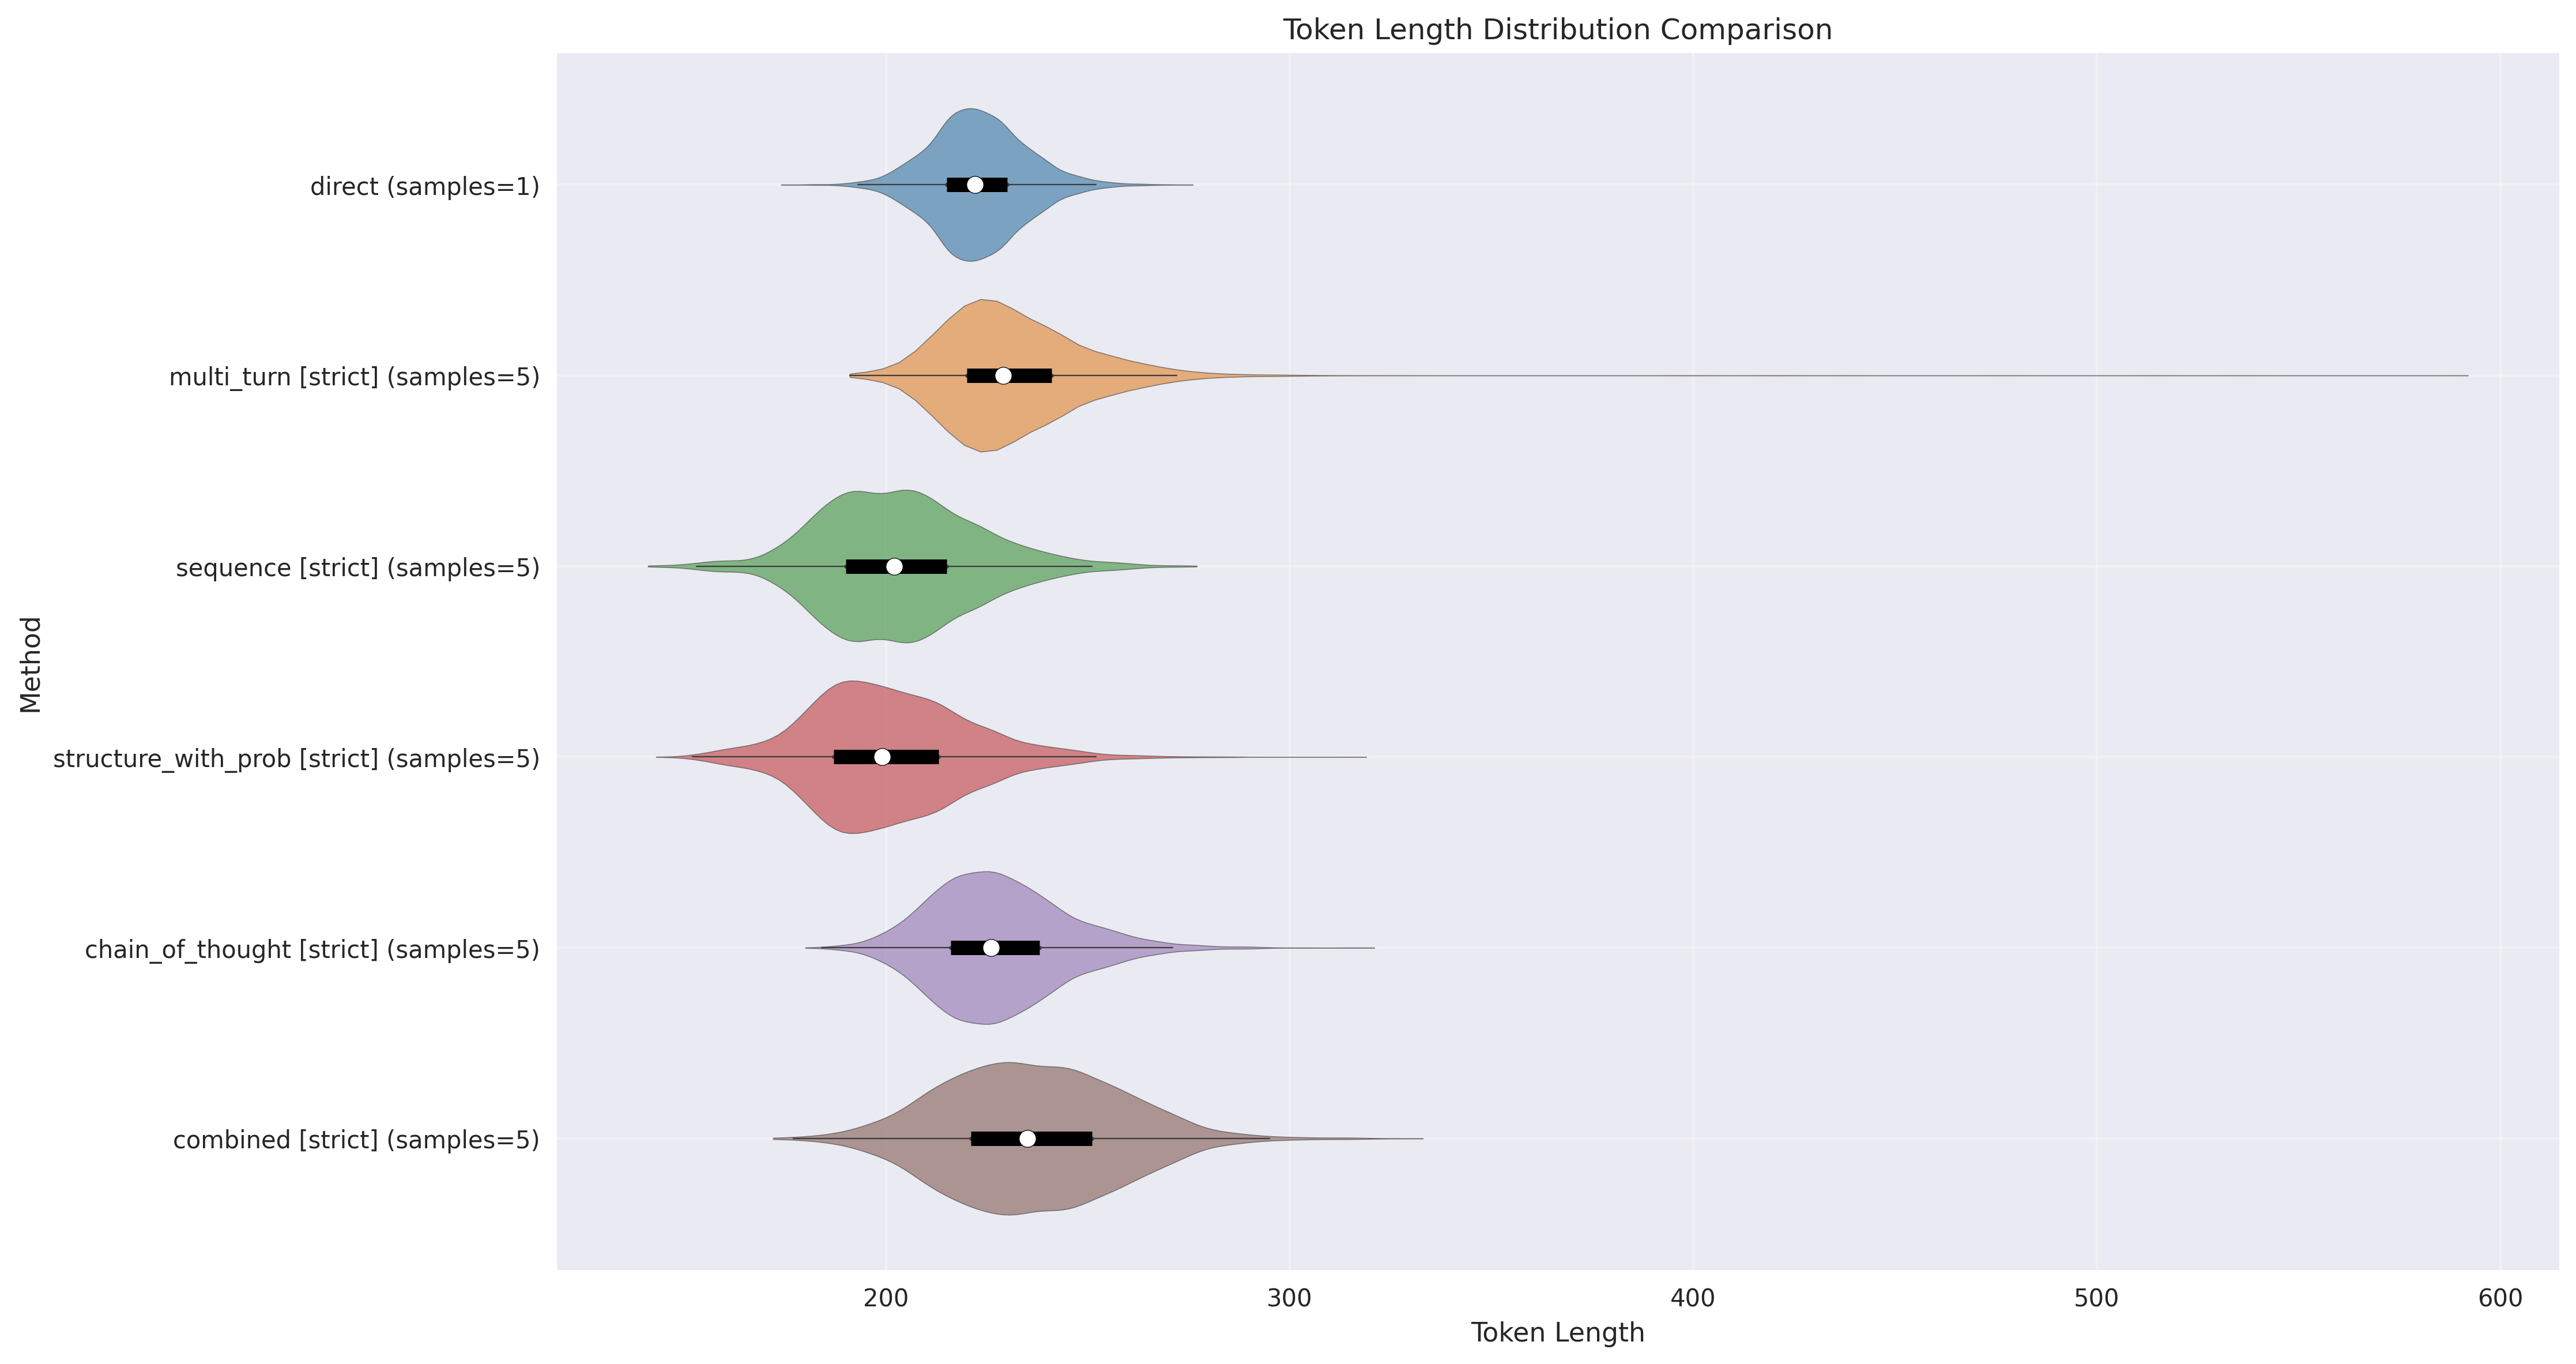 Token Length Distribution Comparison
direct (samples=1)
multi_turn [strict] (samples=5)
sequence [strict] (samples=5)
structure_with_prob [strict] (samples=5)
chain_of_thought [strict] (samples=5)
combined [strict] (samples=5)
Method
200 300 400 500 600
Token Length